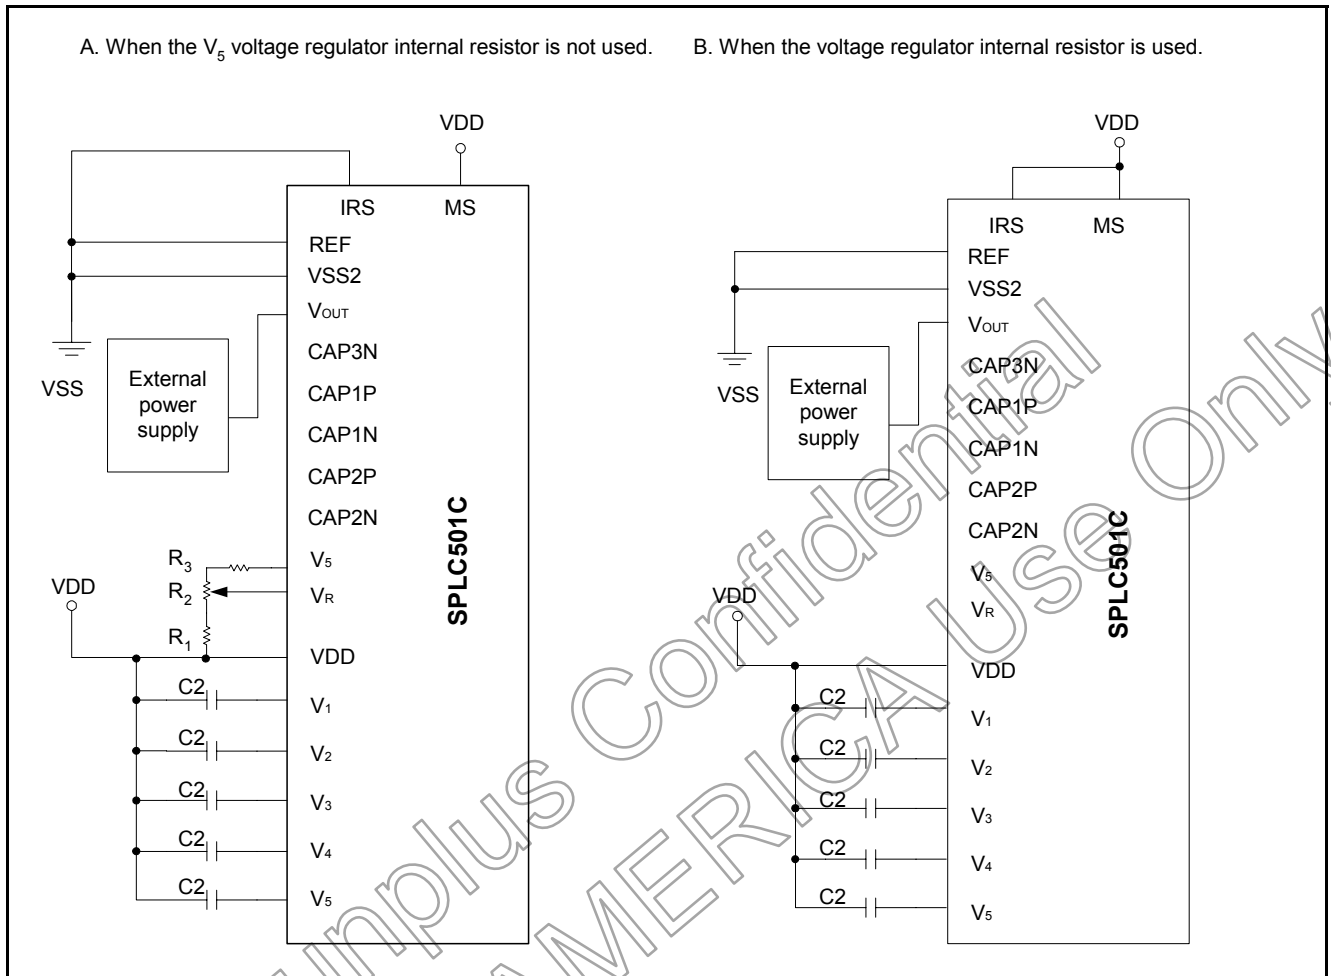 A. When the V5 voltage regulator internal resistor is not used.
B. When the voltage regulator internal resistor is used.
VDD
IRS
MS
REF
VSS2
VOUT
CAP3N
CAP1P
CAP1N
CAP2P
CAP2N
V5
VR
VDD
V1
V2
V3
V4
V5
SPLC501C
VSS
External
power
supply
R3
R2
R1
VDD
C2
C2
C2
C2
C2
VDD
IRS
MS
REF
VSS2
VOUT
CAP3N
CAP1P
CAP1N
CAP2P
CAP2N
V5
VR
VDD
V1
V2
V3
V4
V5
SPLC501C
VSS
External
power
supply
VDD
C2
C2
C2
C2
C2
unplus Confidential
AMERICA Use Only